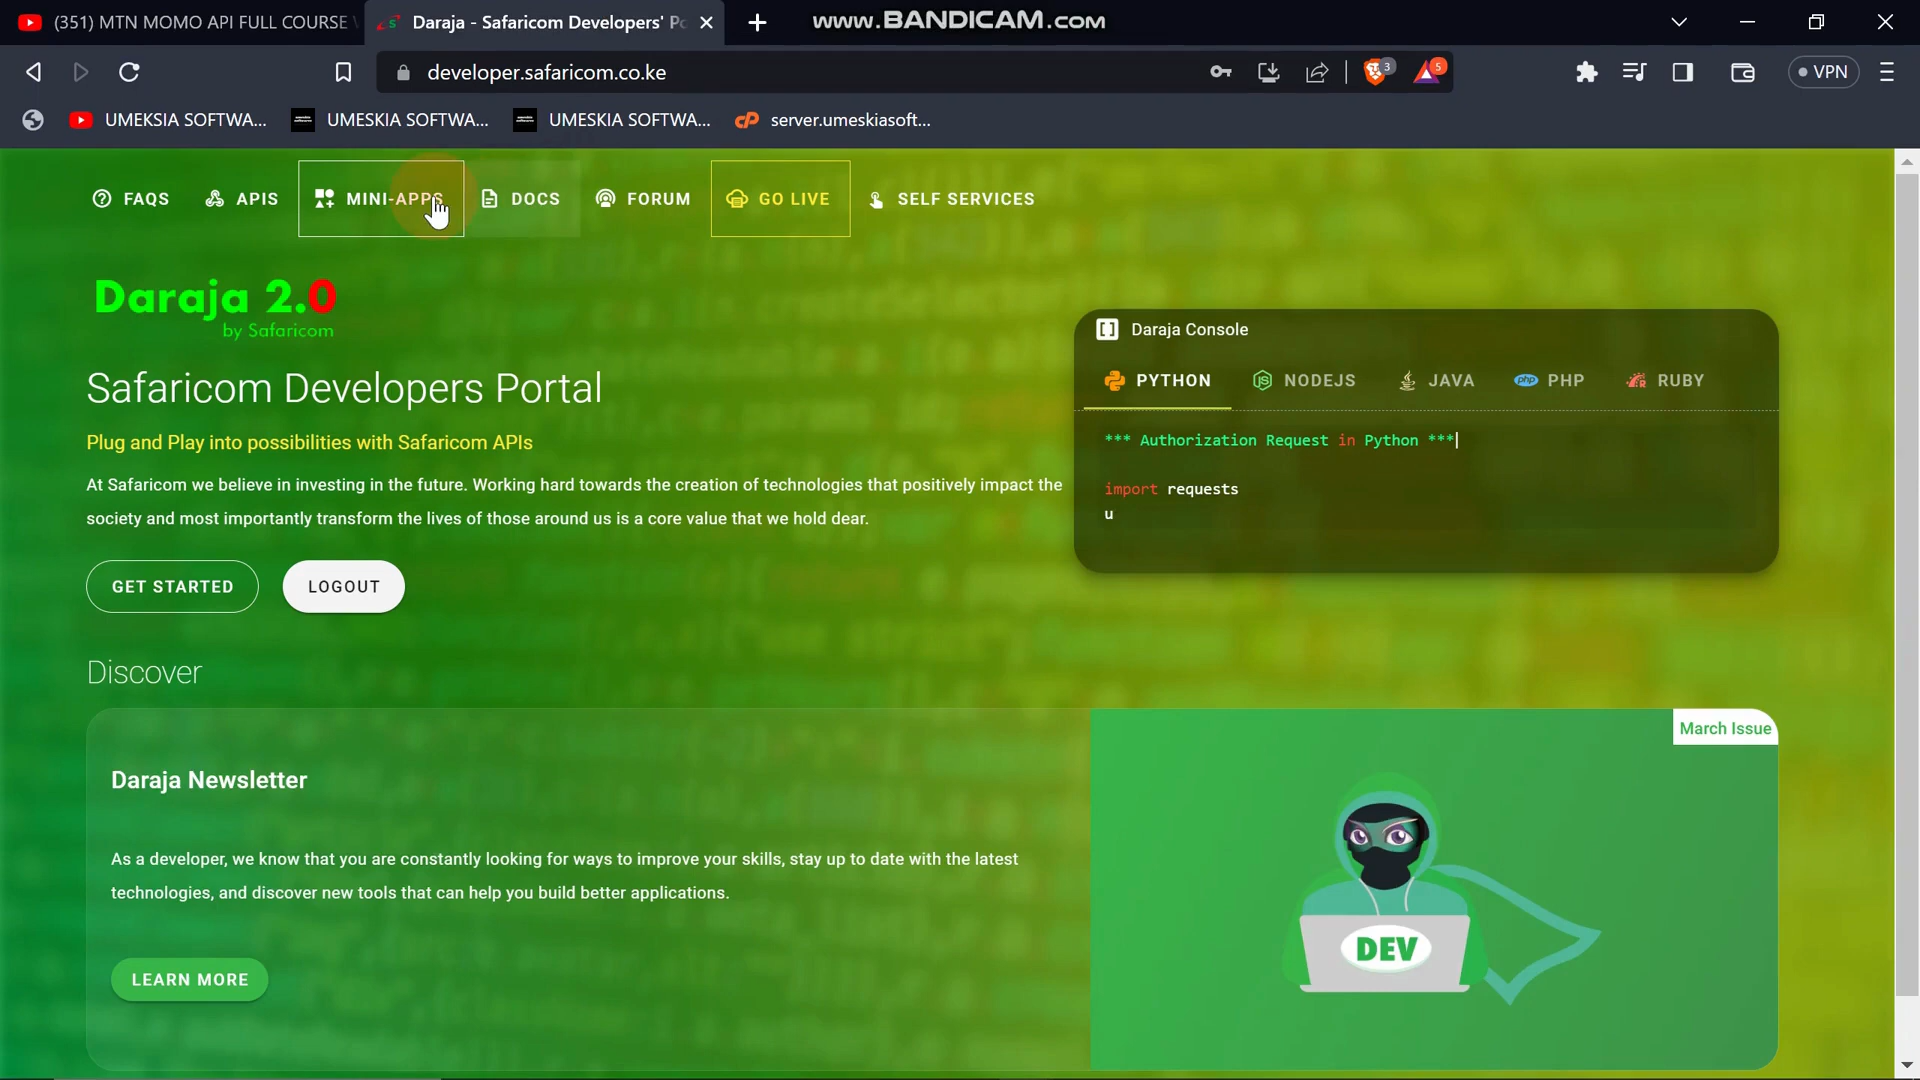 (351) MTN MOMO API FULL COURSE
Daraja - Safaricom Developers' Po
www.BANDICAM.com
developer.safaricom.co.ke
3
5
VPN
UMEKSIA SOFTWA...
UMESKIA SOFTWA...
UMESKIA SOFTWA...
server.umeskiasoft...
FAQS
APIS
MINI-APPS
DOCS
FORUM
GO LIVE
SELF SERVICES
Daraja 2.0
by Safaricom
Safaricom Developers Portal
Plug and Play into possibilities with Safaricom APIs
At Safaricom we believe in investing in the future. Working hard towards the creation of technologies that positively impact the
society and most importantly transform the lives of those around us is a core value that we hold dear.
GET STARTED
LOGOUT
Daraja Console
PYTHON
NODEJS
JAVA
php PHP
RUBY
*** Authorization Request in Python ***
import requests
u
Discover
Daraja Newsletter
As a developer, we know that you are constantly looking for ways to improve your skills, stay up to date with the latest
technologies, and discover new tools that can help you build better applications.
LEARN MORE
March Issue
DEV